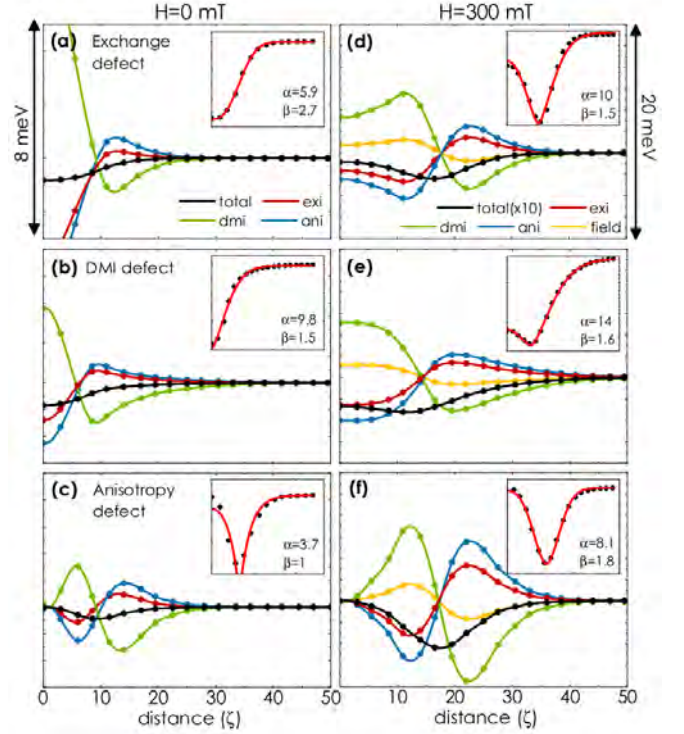 H=0 mT
H=300 mT
(a)
Exchange
defect
α=5.9
β=2.7
8 meV
total
exi
dmi
ani
(d)
α=10
β=1.5
20 meV
total(x10)
exi
dmi
ani
field
(b)
DMI defect
α=9.8
β=1.5
(e)
α=14
β=1.6
(c)
Anisotropy
defect
α=3.7
β=1
(f)
α=8.1
β=1.8
0 10 20 30 40 50
0 10 20 30 40 50
distance (ζ)
distance (ζ)